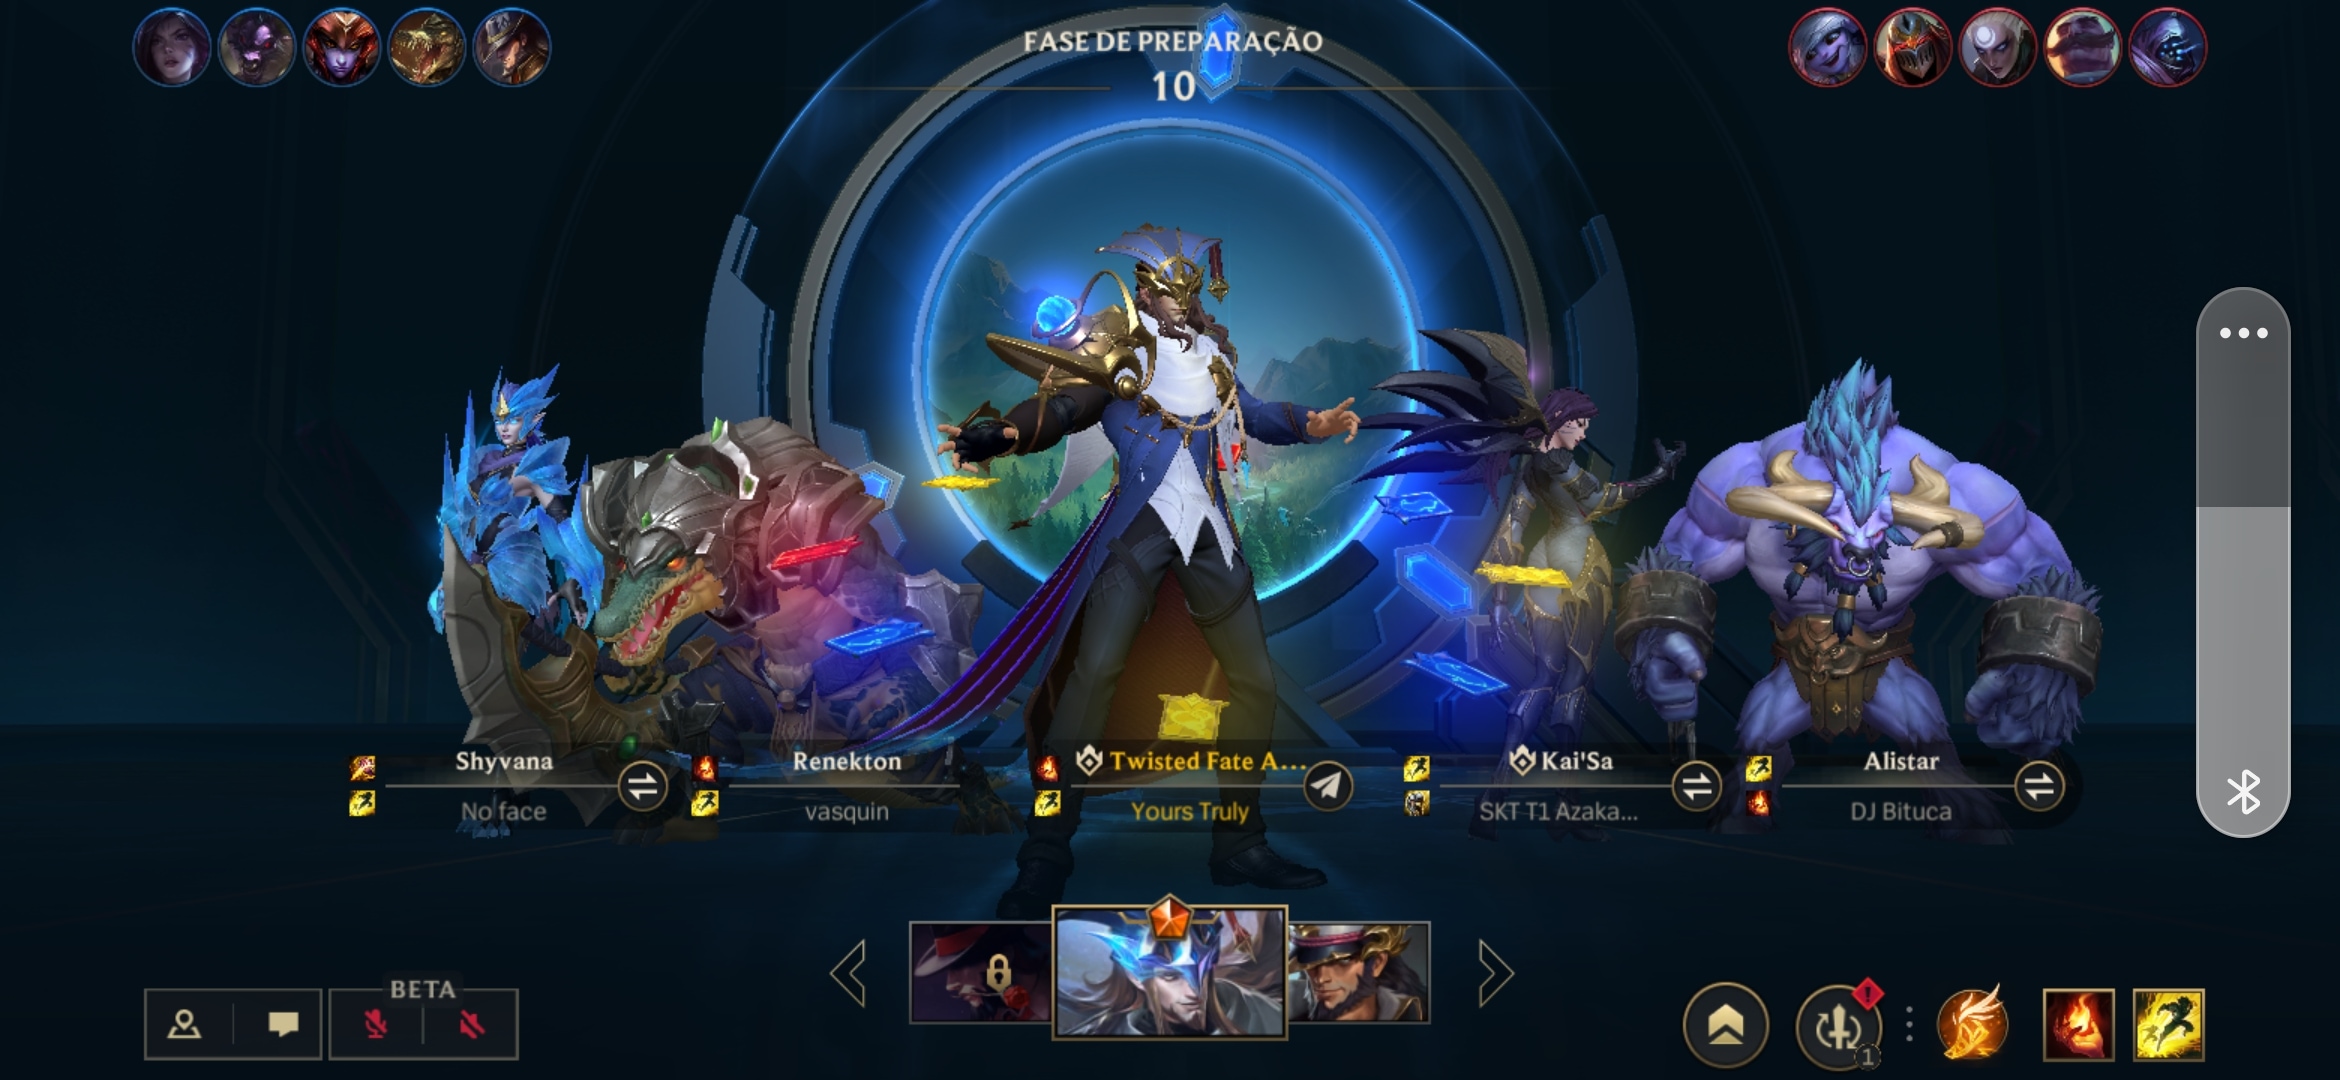 FASE DE PREPARAÇÃO
10
Shyvana
No face
Renekton
vasquin
Twisted Fate A...
Yours Truly
Kai'Sa
SKT T1 Azaka...
Alistar
DJ Bituca
BETA
!
1